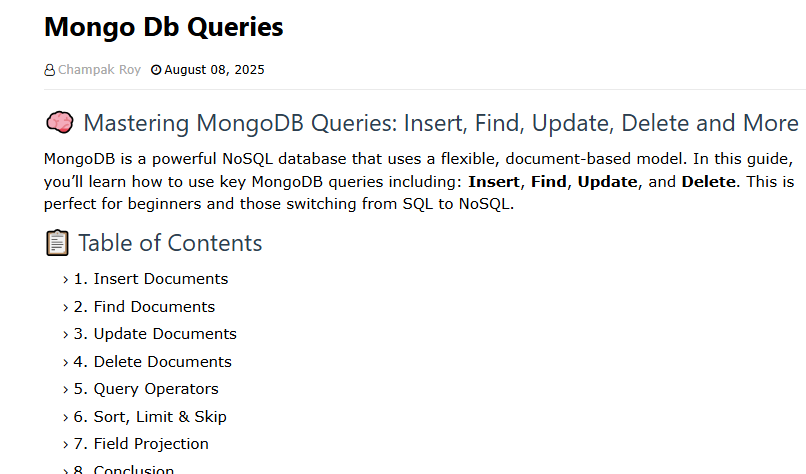 Mongo Db Queries
Champak Roy August 08, 2025
Mastering MongoDB Queries: Insert, Find, Update, Delete and More
MongoDB is a powerful NoSQL database that uses a flexible, document-based model. In this guide,
you’ll learn how to use key MongoDB queries including: Insert, Find, Update, and Delete. This is
perfect for beginners and those switching from SQL to NoSQL.
Table of Contents
› 1. Insert Documents
› 2. Find Documents
› 3. Update Documents
› 4. Delete Documents
› 5. Query Operators
› 6. Sort, Limit & Skip
› 7. Field Projection
› 8. Conclusion